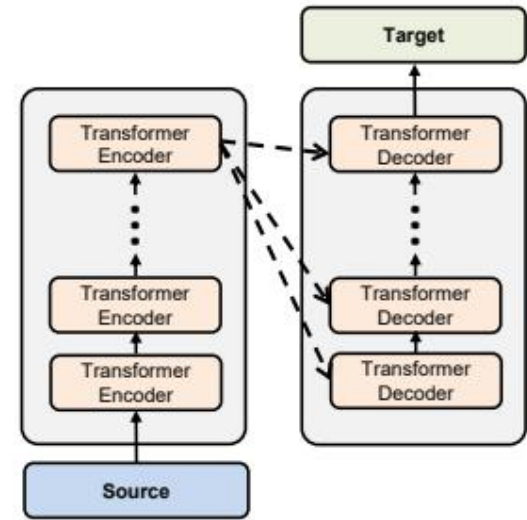 Target
Transformer
Encoder
Transformer
Decoder
Transformer
Encoder
Transformer
Decoder
Transformer
Encoder
Transformer
Decoder
Source